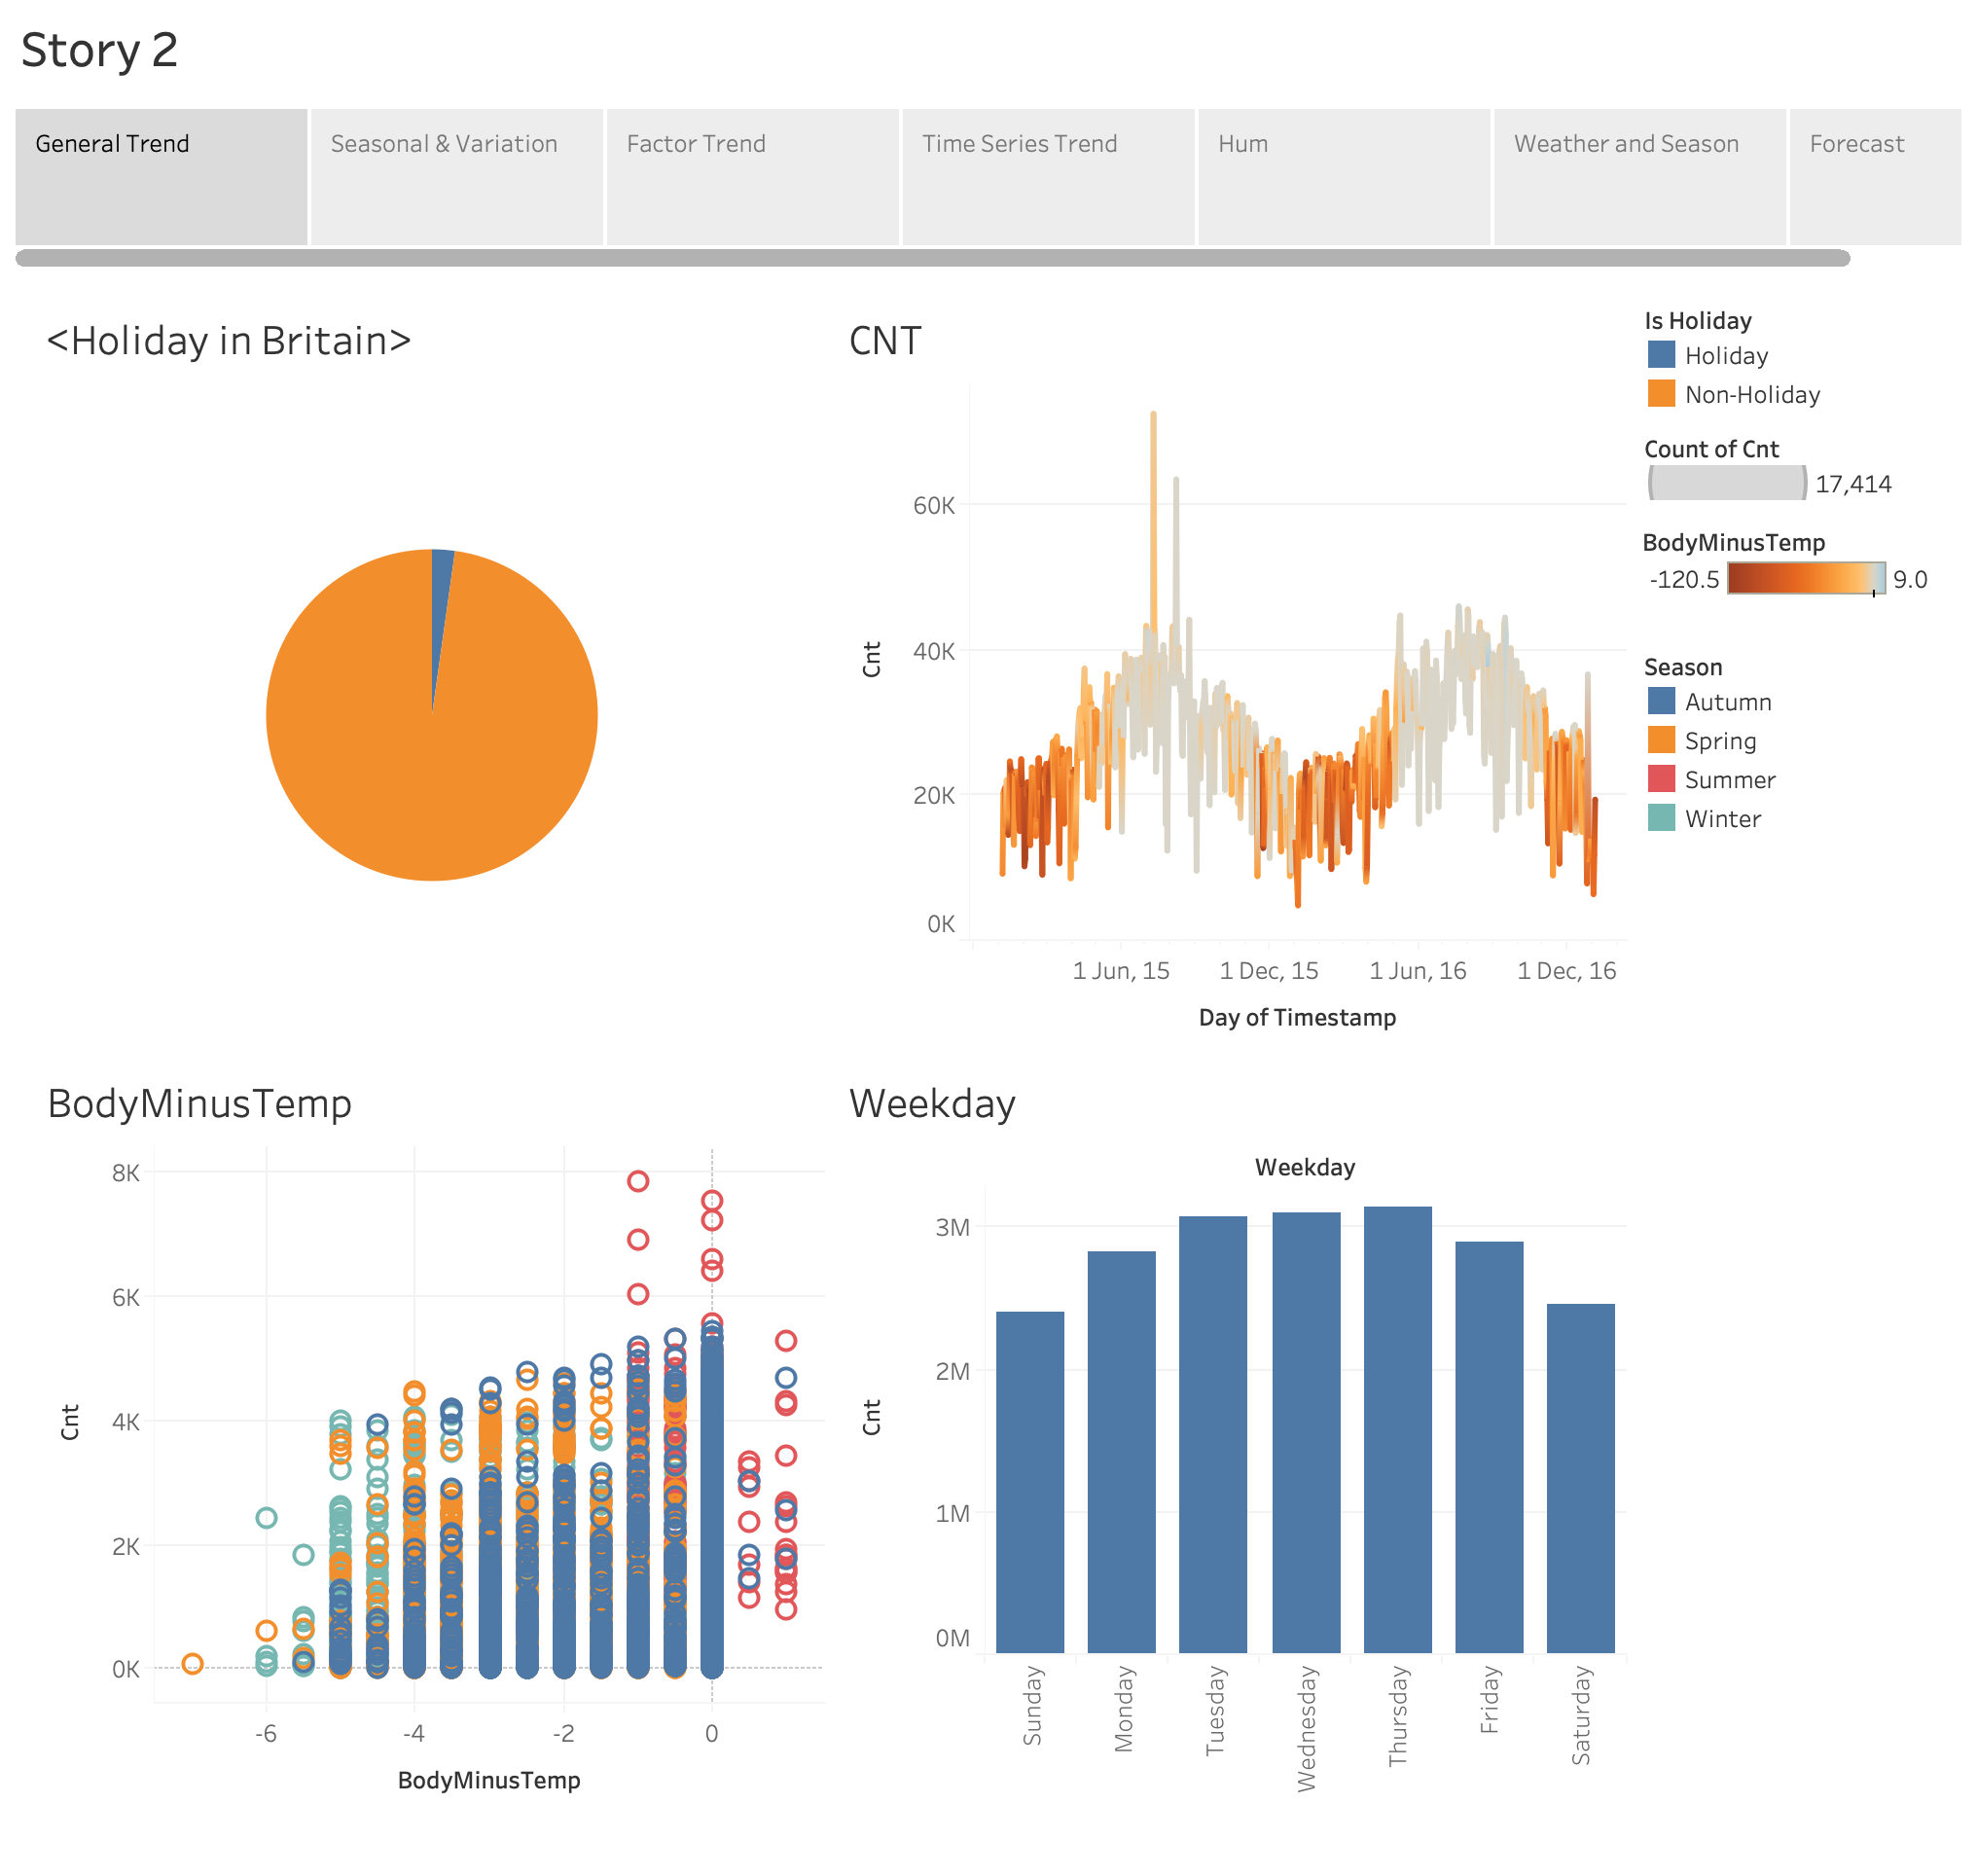 Story 2
General Trend
Seasonal & Variation
Factor Trend
Time Series Trend
Hum
Weather and Season
Forecast
<Holiday in Britain>
CNT
60K
40K
20K
0K
Cnt
1 Jun, 15
1 Dec, 15
1 Jun, 16
1 Dec, 16
Day of Timestamp
Is Holiday
Holiday
Non-Holiday
Count of Cnt
17,414
BodyMinusTemp
-120.5
9.0
Season
Autumn
Spring
Summer
Winter
BodyMinusTemp
8K
6K
4K
2K
0K
Cnt
-6
-4
-2
0
BodyMinusTemp
Weekday
Weekday
3M
2M
1M
0M
Cnt
Sunday
Monday
Tuesday
Wednesday
Thursday
Friday
Saturday